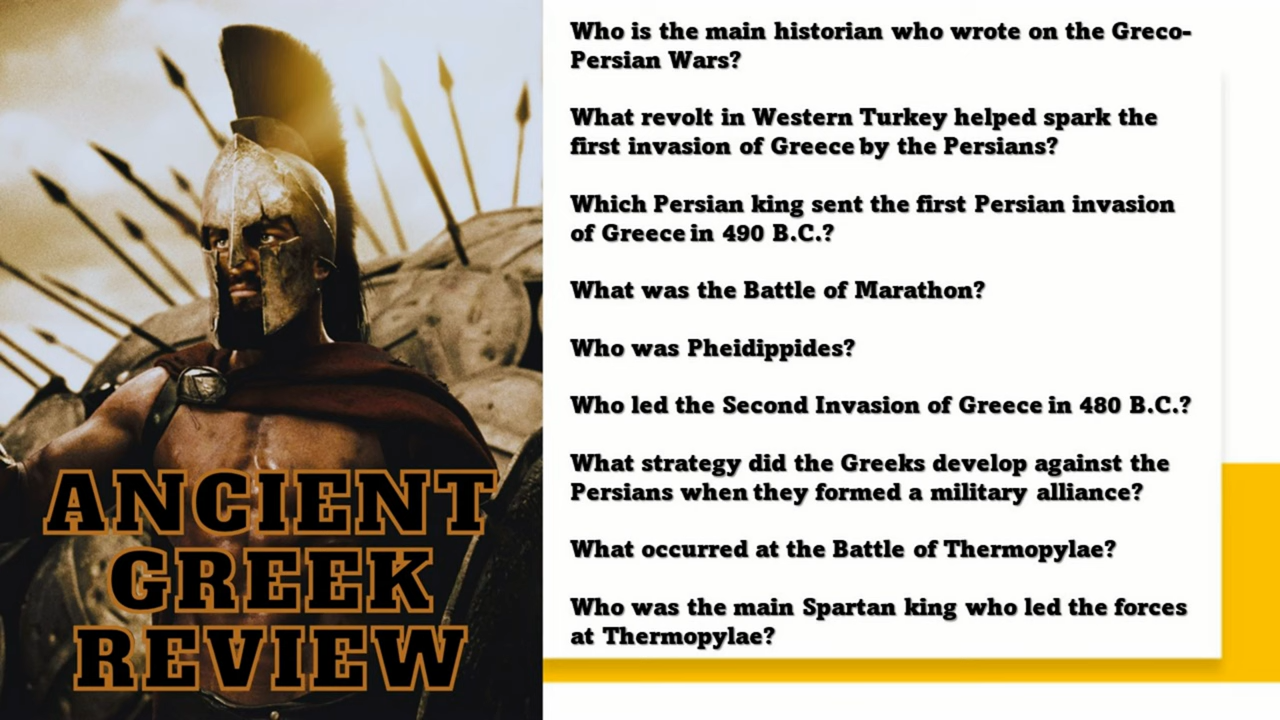 ANCIENT
GREEK
REVIEW
Who is the main historian who wrote on the Greco-
Persian Wars?
What revolt in Western Turkey helped spark the
first invasion of Greece by the Persians?
Which Persian king sent the first Persian invasion
of Greece in 490 B.C.?
What was the Battle of Marathon?
Who was Pheidippides?
Who led the Second Invasion of Greece in 480 B.C.?
What strategy did the Greeks develop against the
Persians when they formed a military alliance?
What occurred at the Battle of Thermopylae?
Who was the main Spartan king who led the forces
at Thermopylae?